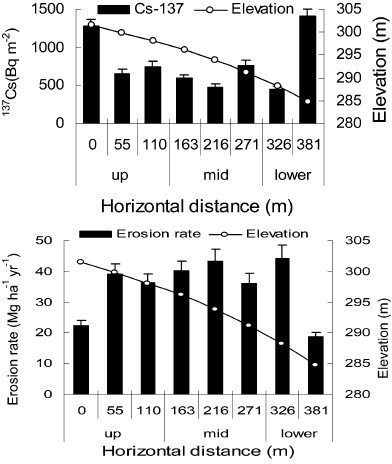 Cs-137 Elevation
1500
1000
500
0
305
300
295
290
285
280
¹³⁷Cs(Bq m⁻²)
Elevation (m)
0 55 110 163 216 271 326 381
up mid lower
Horizontal distance (m)
Erosion rate Elevation
50
40
30
20
10
0
305
300
295
290
285
280
Erosion rate (Mg ha⁻¹ yr⁻¹)
Elevation (m)
0 55 110 163 216 271 326 381
up mid lower
Horizontal distance (m)